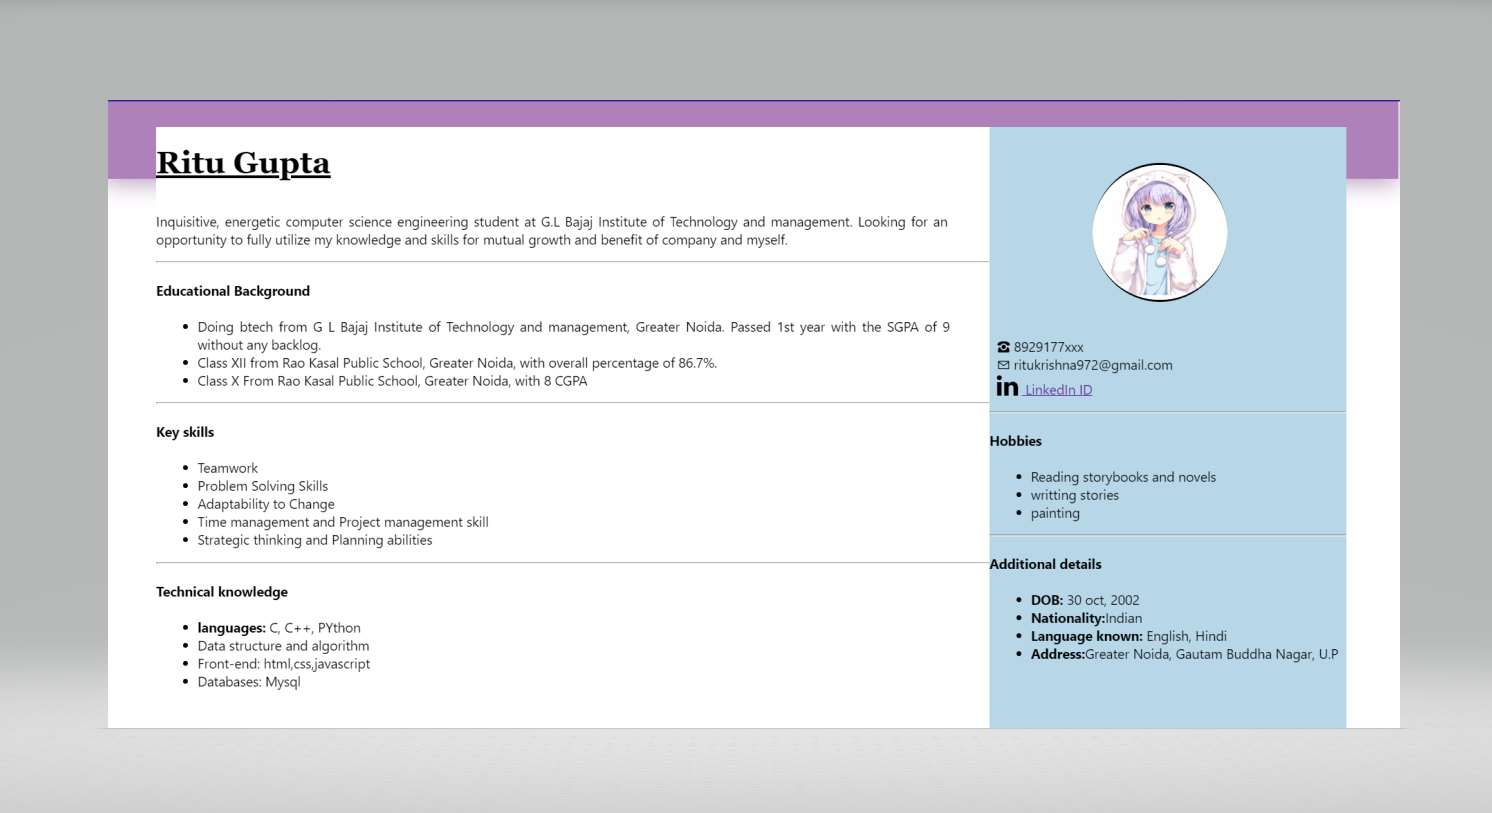 Ritu Gupta
Inquisitive, energetic computer science engineering student at G.L Bajaj Institute of Technology and management. Looking for an
opportunity to fully utilize my knowledge and skills for mutual growth and benefit of company and myself.
Educational Background
• Doing btech from G L Bajaj Institute of Technology and management, Greater Noida. Passed 1st year with the SGPA of 9
without any backlog.
• Class XII from Rao Kasal Public School, Greater Noida, with overall percentage of 86.7%.
• Class X From Rao Kasal Public School, Greater Noida, with 8 CGPA
Key skills
• Teamwork
• Problem Solving Skills
• Adaptability to Change
• Time management and Project management skill
• Strategic thinking and Planning abilities
Technical knowledge
• languages: C, C++, PYthon
• Data structure and algorithm
• Front-end: html,css,javascript
• Databases: Mysql
8929177xxx
ritukrishna972@gmail.com
in LinkedIn ID
Hobbies
• Reading storybooks and novels
• writting stories
• painting
Additional details
• DOB: 30 oct, 2002
• Nationality:Indian
• Language known: English, Hindi
• Address:Greater Noida, Gautam Buddha Nagar, U.P